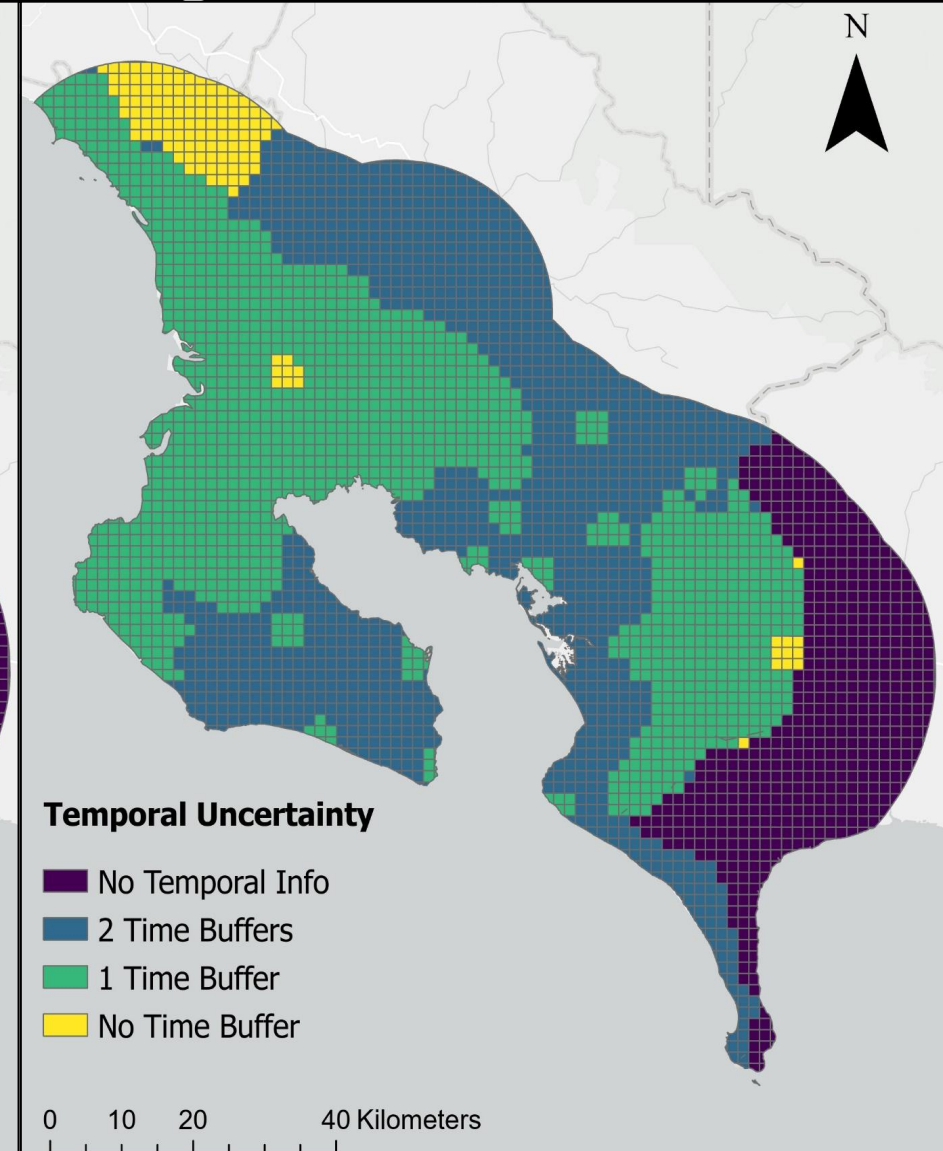 N
Temporal Uncertainty
No Temporal Info
2 Time Buffers
1 Time Buffer
No Time Buffer
0 10 20 40 Kilometers